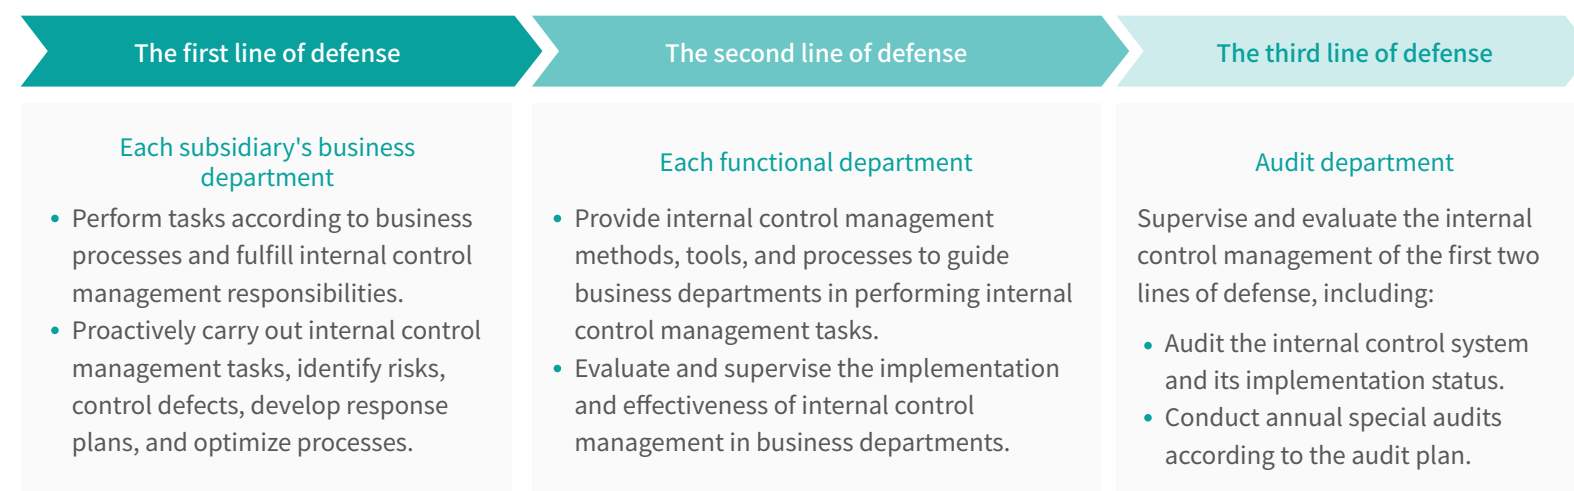 The first line of defense
The second line of defense
The third line of defense
Each subsidiary's business
department
• Perform tasks according to business
processes and fulfill internal control
management responsibilities.
• Proactively carry out internal control
management tasks, identify risks,
control defects, develop response
plans, and optimize processes.
Each functional department
• Provide internal control management
methods, tools, and processes to guide
business departments in performing internal
control management tasks.
• Evaluate and supervise the implementation
and effectiveness of internal control
management in business departments.
Audit department
Supervise and evaluate the internal
control management of the first two
lines of defense, including:
• Audit the internal control system
and its implementation status.
• Conduct annual special audits
according to the audit plan.